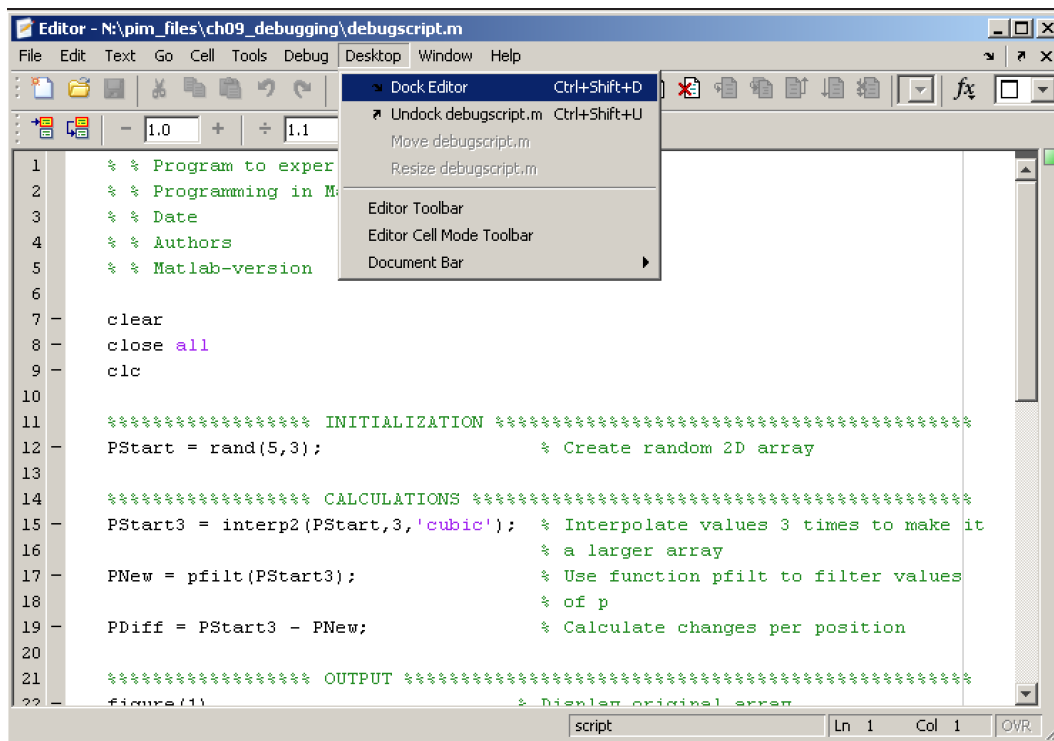 Editor - N:\pim_files\ch09_debugging\debugscript.m
File Edit Text Go Cell Tools Debug Desktop Window Help
Dock Editor Ctrl+Shift+D
Undock debugscript.m Ctrl+Shift+U
Move debugscript.m
Resize debugscript.m
Editor Toolbar
Editor Cell Mode Toolbar
Document Bar
fx
- 1.0 + ÷ 1.1
1 % % Program to exper
2 % % Programming in M
3 % % Date
4 % % Authors
5 % % Matlab-version
6
7 - clear
8 - close all
9 - clc
10
11 %%%%%%%%%%%%%%%%%% INITIALIZATION %%%%%%%%%%%%%%%%%%%%%%%%%%%%%%%%%%%%%%%%%%
12 - PStart = rand(5,3); % Create random 2D array
13
14 %%%%%%%%%%%%%%%%%% CALCULATIONS %%%%%%%%%%%%%%%%%%%%%%%%%%%%%%%%%%%%%%%%%%%%
15 - PStart3 = interp2(PStart,3,'cubic'); % Interpolate values 3 times to make it
16 % a larger array
17 - PNew = pfilt(PStart3); % Use function pfilt to filter values
18 % of p
19 - PDiff = PStart3 - PNew; % Calculate changes per position
20
21 %%%%%%%%%%%%%%%%%% OUTPUT %%%%%%%%%%%%%%%%%%%%%%%%%%%%%%%%%%%%%%%%%%%%%%%%%%
22 - figure(1) % Display original array
script Ln 1 Col 1 OVR